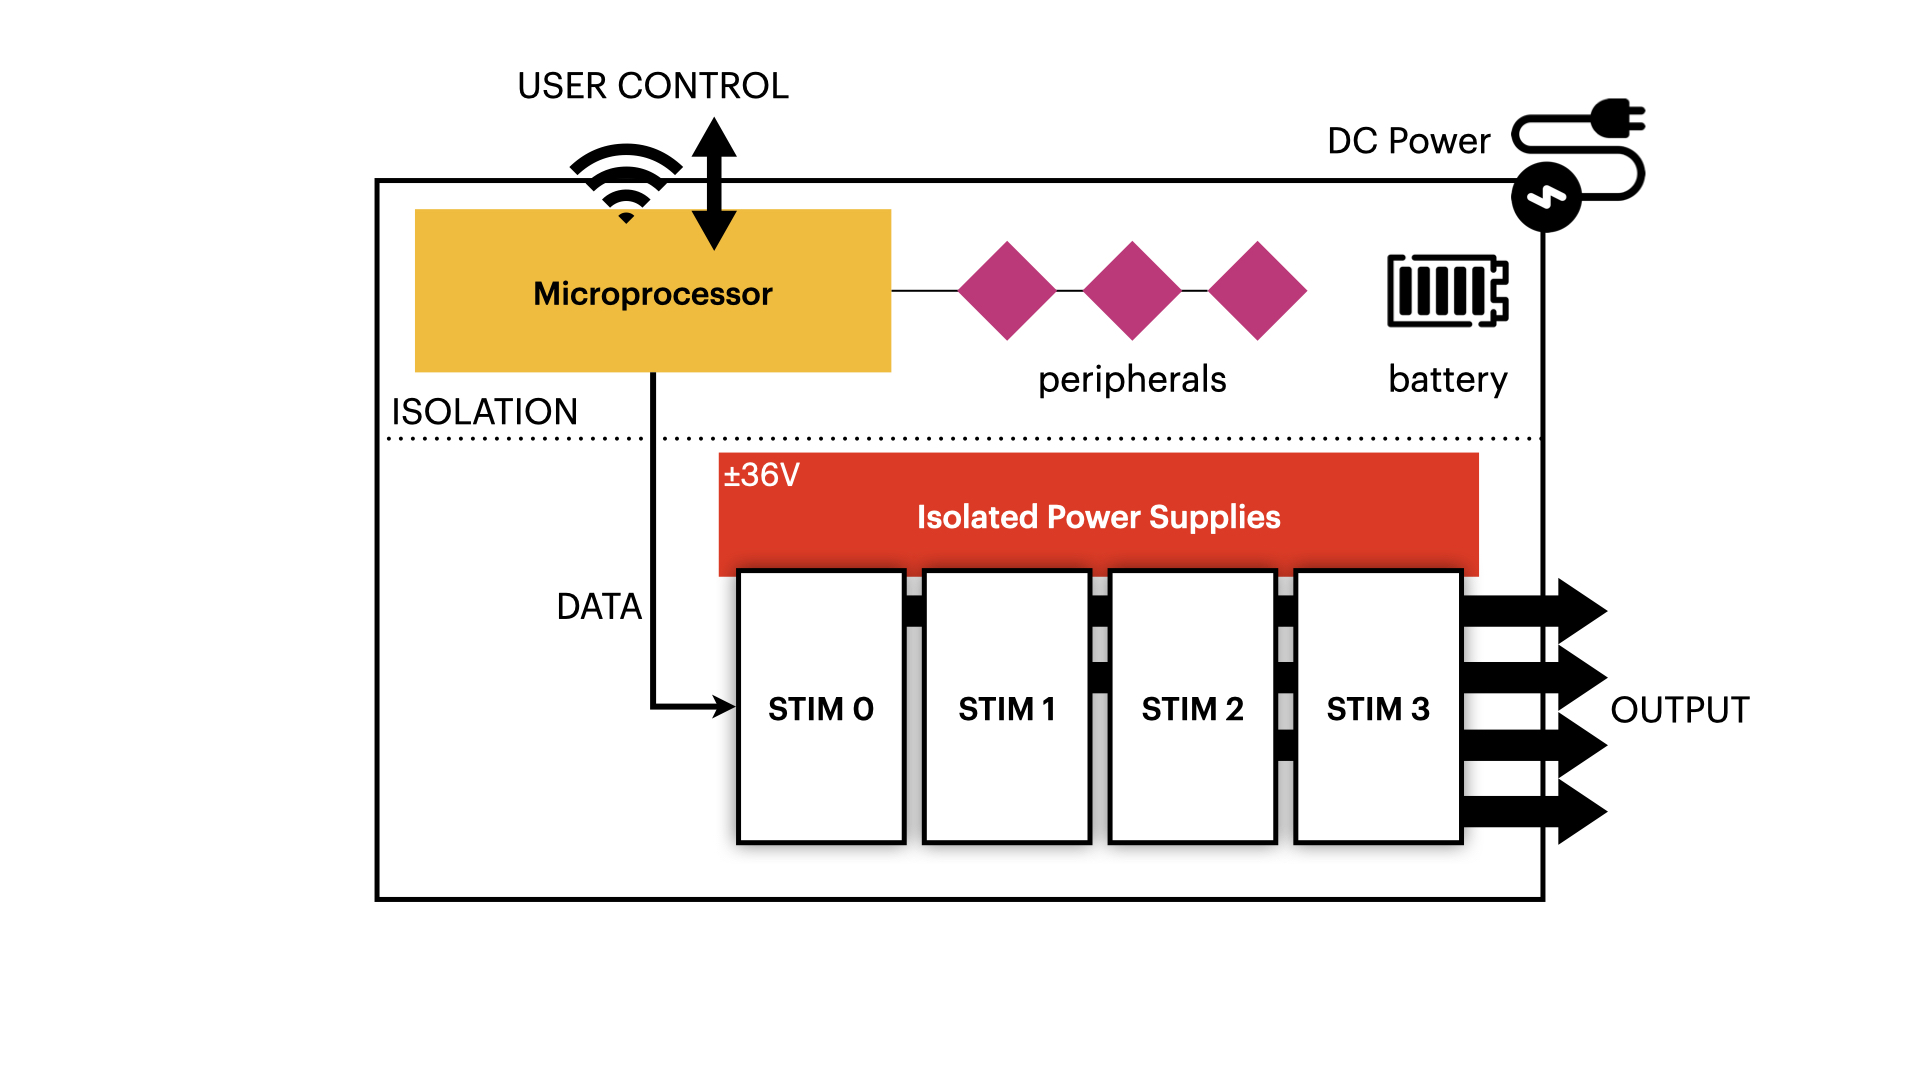 USER CONTROL
DC Power
Microprocessor
peripherals
battery
ISOLATION
±36V
Isolated Power Supplies
DATA
STIM 0
STIM 1
STIM 2
STIM 3
OUTPUT